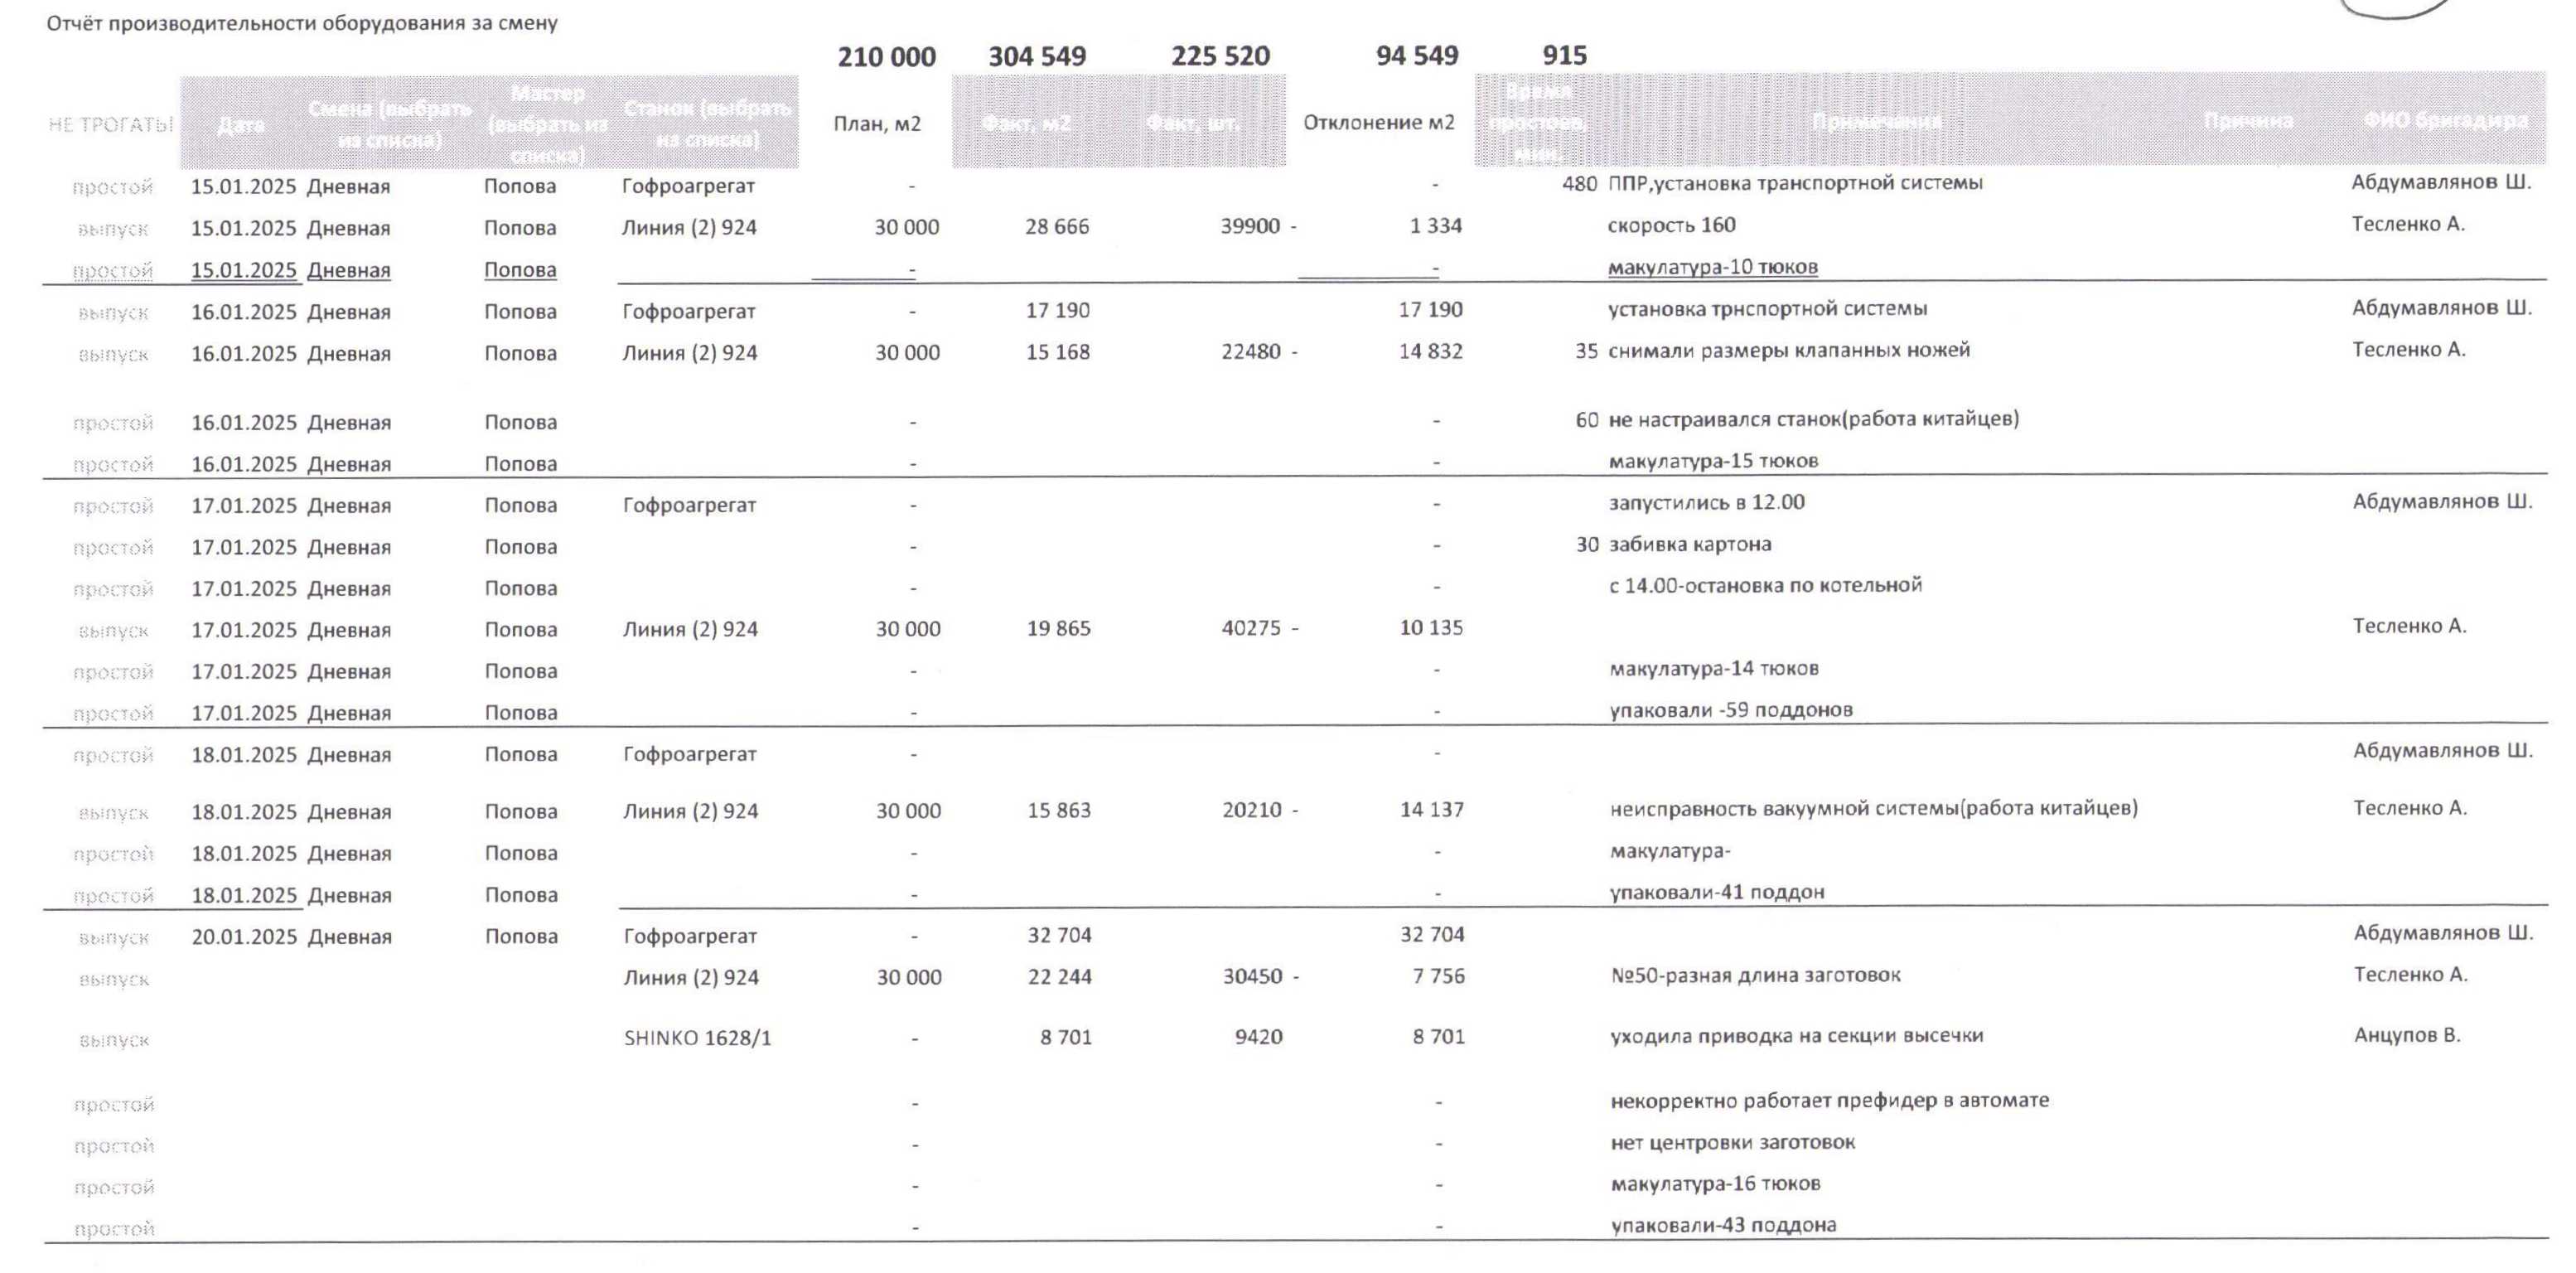 Отчёт производительности оборудования за смену
210 000 304 549 225 520 94 549 915
НЕ ТРОГАТЬ! Дата Смена (выбрать из списка) Мастер (выбрать из списка) Станок (выбрать из списка) План, м2 Факт, м2 Факт, шт. Отклонение м2 Время простоев, мин. Примечания Причина ФИО бригадира
простой 15.01.2025 Дневная Попова Гофроагрегат - - 480 ППР,установка транспортной системы Абдумавлянов Ш.
выпуск 15.01.2025 Дневная Попова Линия (2) 924 30 000 28 666 39900 - 1 334 скорость 160 Тесленко А.
простой 15.01.2025 Дневная Попова - - макулатура-10 тюков
выпуск 16.01.2025 Дневная Попова Гофроагрегат - 17 190 17 190 установка трнспортной системы Абдумавлянов Ш.
выпуск 16.01.2025 Дневная Попова Линия (2) 924 30 000 15 168 22480 - 14 832 35 снимали размеры клапанных ножей Тесленко А.
простой 16.01.2025 Дневная Попова - - 60 не настраивался станок(работа китайцев)
простой 16.01.2025 Дневная Попова - - макулатура-15 тюков
простой 17.01.2025 Дневная Попова Гофроагрегат - - запустились в 12.00 Абдумавлянов Ш.
простой 17.01.2025 Дневная Попова - - 30 забивка картона
простой 17.01.2025 Дневная Попова - - с 14.00-остановка по котельной
выпуск 17.01.2025 Дневная Попова Линия (2) 924 30 000 19 865 40275 - 10 135 Тесленко А.
простой 17.01.2025 Дневная Попова - - макулатура-14 тюков
простой 17.01.2025 Дневная Попова - - упаковали -59 поддонов
простой 18.01.2025 Дневная Попова Гофроагрегат - - Абдумавлянов Ш.
выпуск 18.01.2025 Дневная Попова Линия (2) 924 30 000 15 863 20210 - 14 137 неисправность вакуумной системы(работа китайцев) Тесленко А.
простой 18.01.2025 Дневная Попова - - макулатура-
простой 18.01.2025 Дневная Попова - - упаковали-41 поддон
выпуск 20.01.2025 Дневная Попова Гофроагрегат - 32 704 32 704 Абдумавлянов Ш.
выпуск Линия (2) 924 30 000 22 244 30450 - 7 756 №50-разная длина заготовок Тесленко А.
выпуск SHINKO 1628/1 - 8 701 9420 8 701 уходила приводка на секции высечки Анцупов В.
простой - - некорректно работает префидер в автомате
простой - - нет центровки заготовок
простой - - макулатура-16 тюков
простой - - упаковали-43 поддона